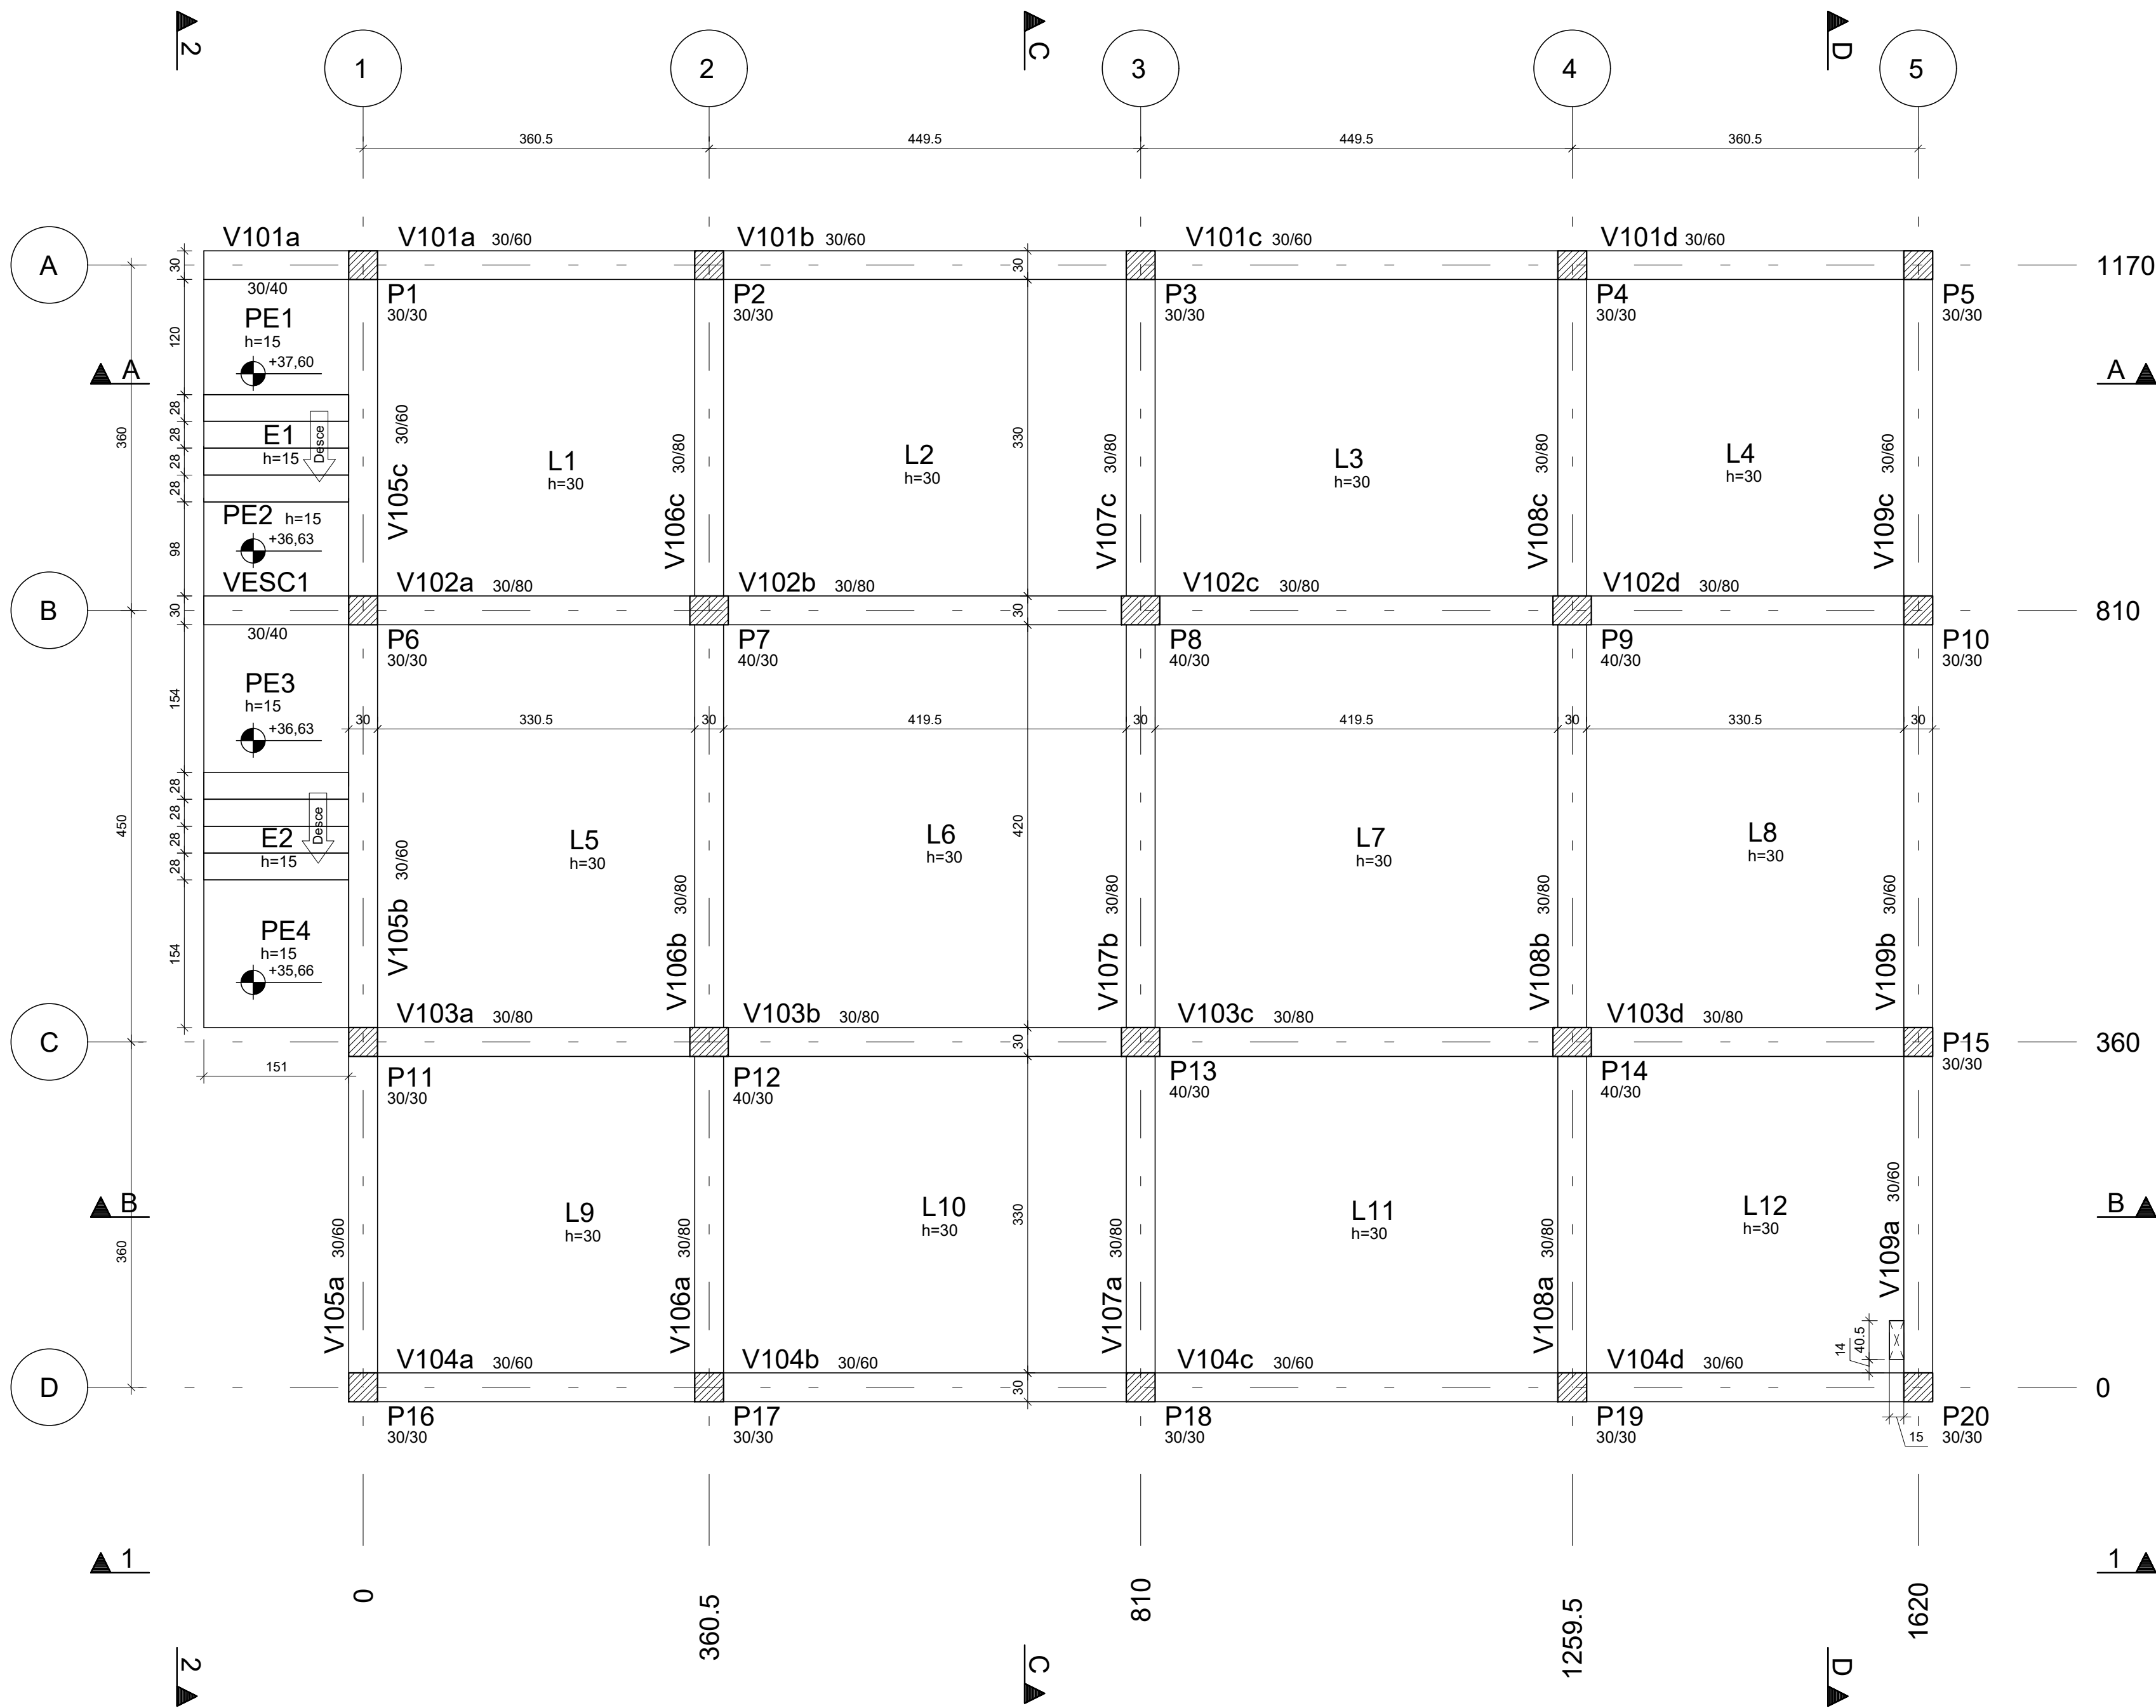 2 C D
1 2 3 4 5
360.5 449.5 449.5 360.5
V101a V101a 30/60 V101b 30/60 V101c 30/60 V101d 30/60
A 30 30 1170
30/40
P1 P2 P3 P4 P5
30/30 30/30 30/30 30/30 30/30
PE1
h=15
120
+37,60
A A
28
28
28
28
360
E1
h=15
Desce
V105c 30/60
L1
h=30
V106c 30/80
L2
h=30
330
V107c 30/80
L3
h=30
V108c 30/80
L4
h=30
V109c 30/60
PE2 h=15
+36,63
98
VESC1 V102a 30/80 V102b 30/80 V102c 30/80 V102d 30/80
B 30 30 810
30/40
P6 P7 P8 P9 P10
30/30 40/30 40/30 40/30 30/30
PE3
h=15
154
+36,63
30 330.5 30 419.5 30 419.5 30 330.5 30
28
28
28
28
450
E2
h=15
Desce
V105b 30/60
L5
h=30
V106b 30/80
L6
h=30
420
V107b 30/80
L7
h=30
V108b 30/80
L8
h=30
V109b 30/60
PE4
h=15
154
+35,66
V103a 30/80 V103b 30/80 V103c 30/80 V103d 30/80
C 30 P15 360
30/30
151
P11 P12 P13 P14
30/30 40/30 40/30 40/30
B B
360
V105a 30/60
L9
h=30
V106a 30/80
L10
h=30
330
V107a 30/80
L11
h=30
V108a 30/80
L12
h=30
V109a 30/60
14 40.5
V104a 30/60 V104b 30/60 V104c 30/60 V104d 30/60
D 30 0
P16 P17 P18 P19 P20
30/30 30/30 30/30 30/30 30/30
15
1 1
0 360.5 810 1259.5 1620
2 C D